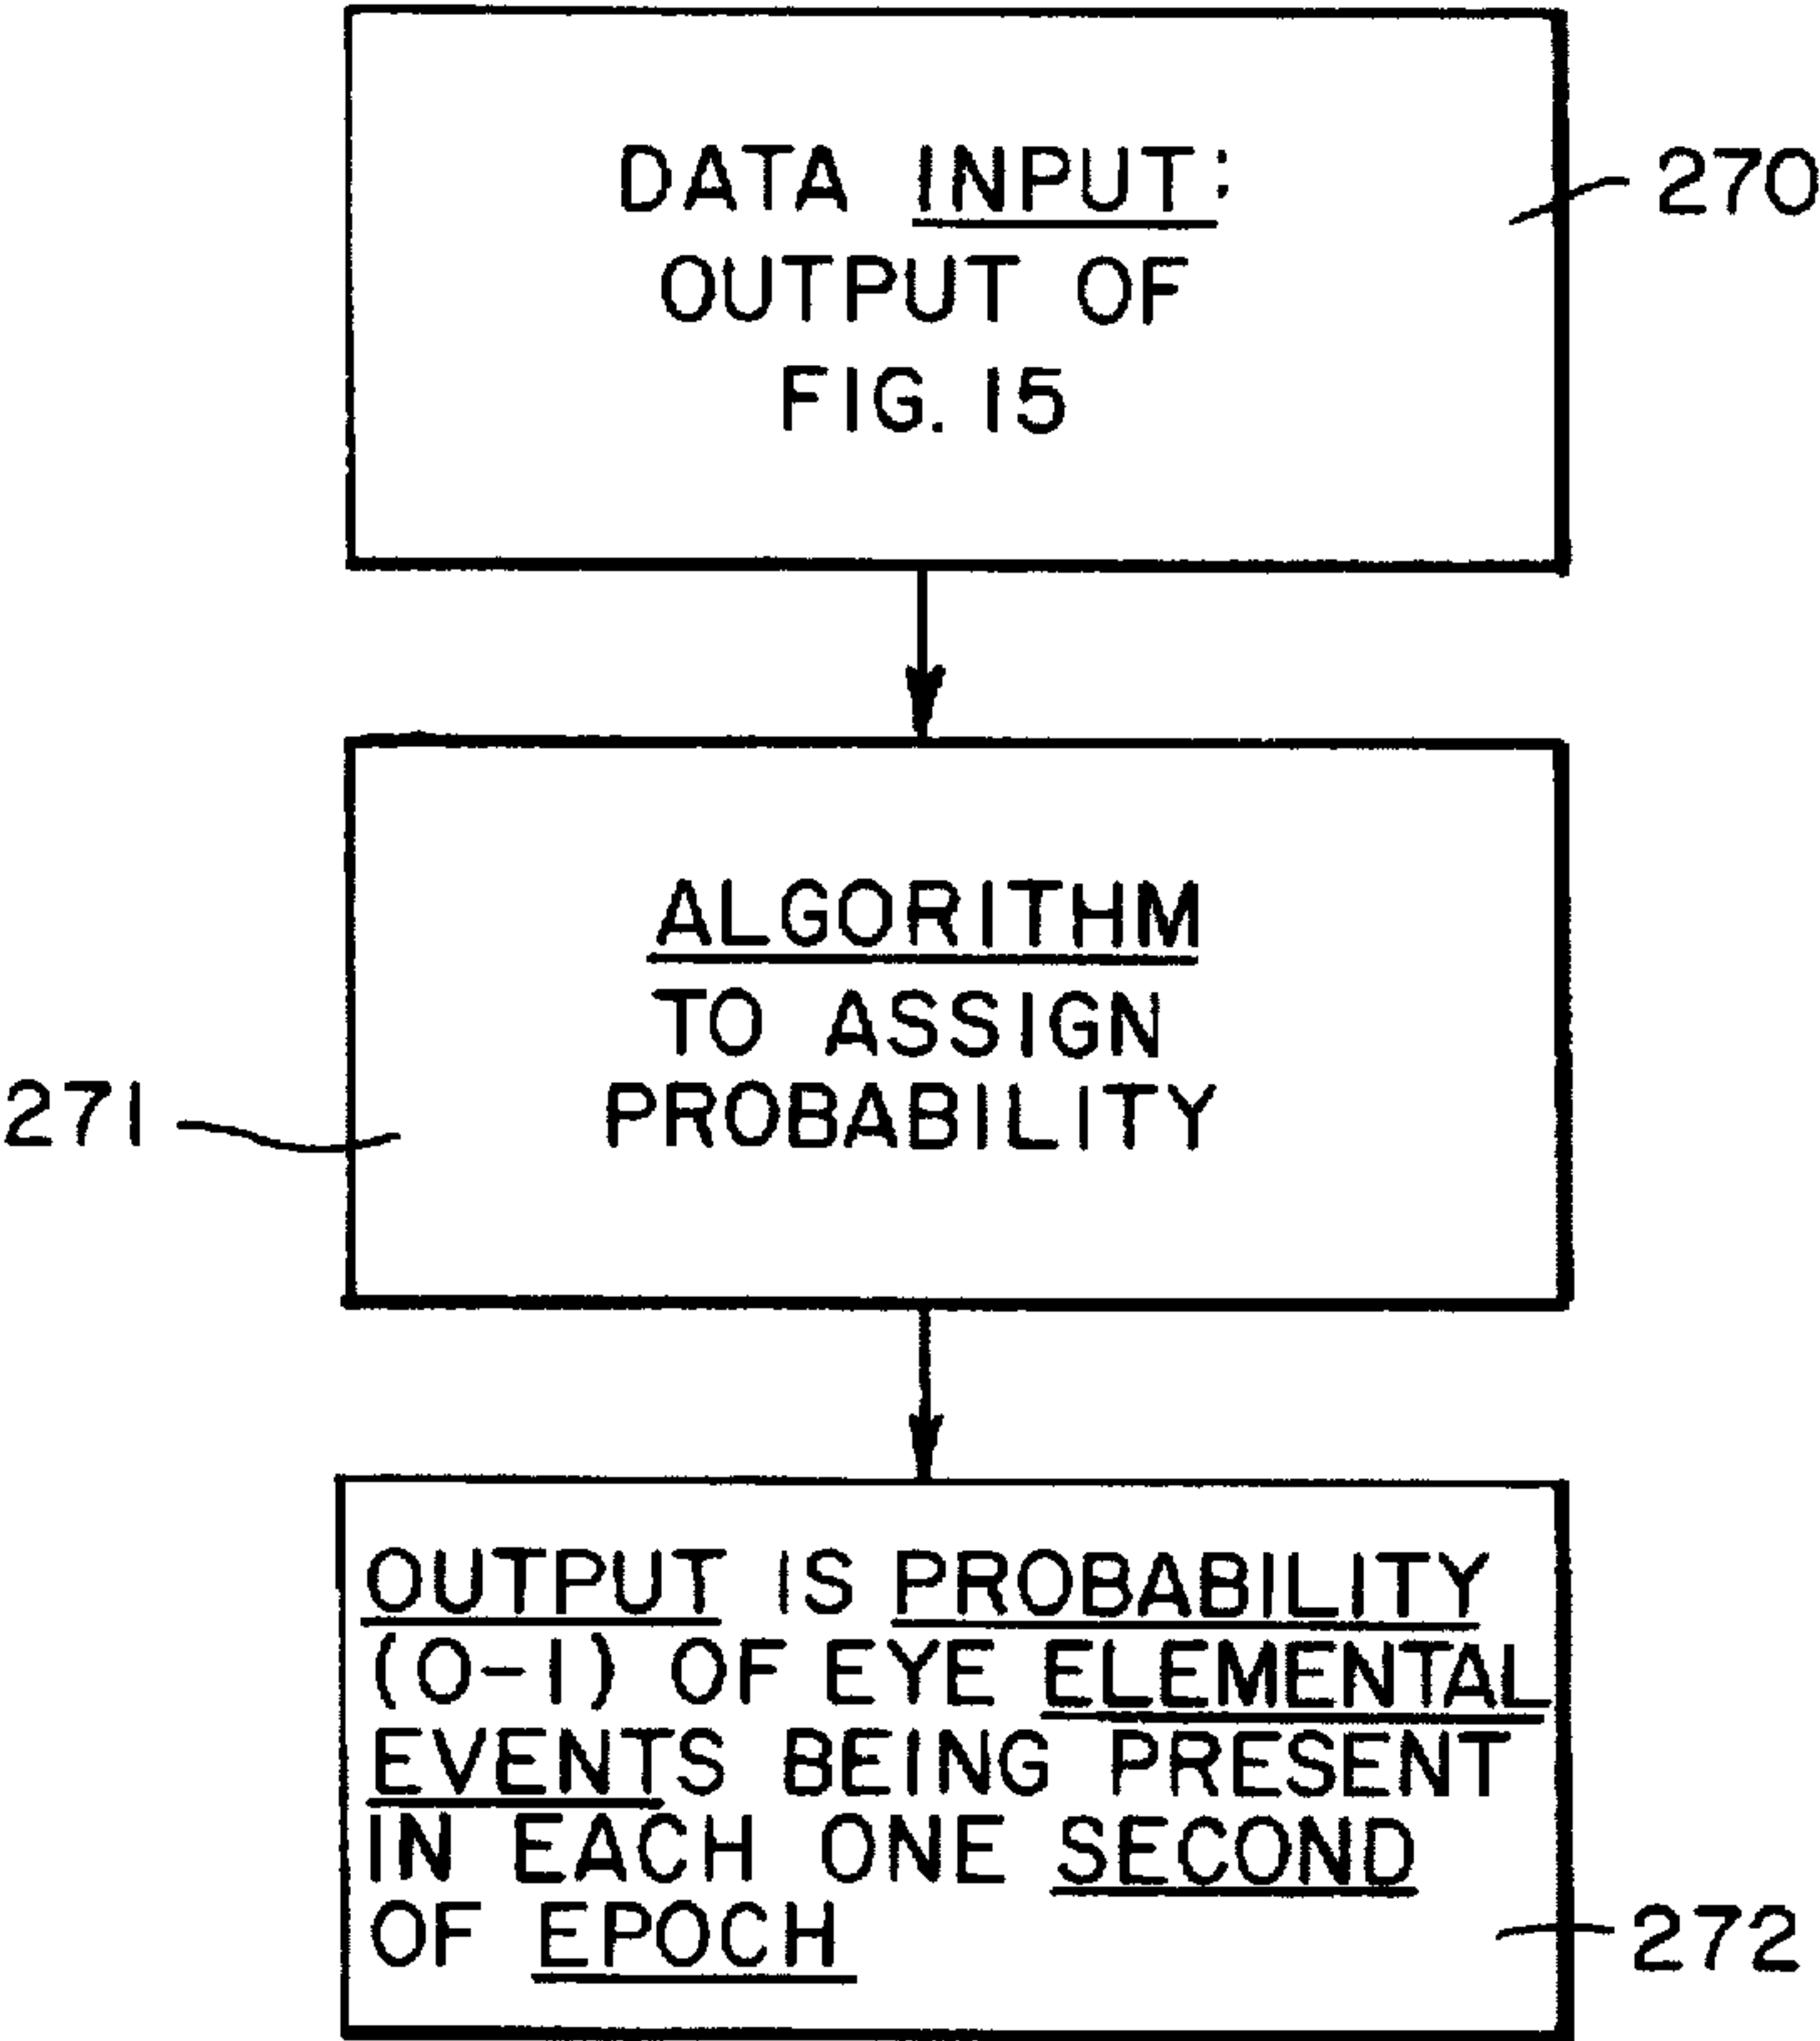 DATA INPUT:
OUTPUT OF
FIG. 15
270
ALGORITHM
TO ASSIGN
PROBABILITY
271
OUTPUT IS PROBABILITY
(0-1) OF EYE ELEMENTAL
EVENTS BEING PRESENT
IN EACH ONE SECOND
OF EPOCH
272